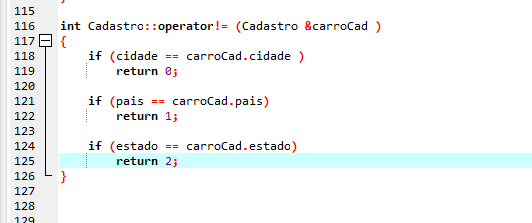 115
116 int Cadastro::operator!= (Cadastro &carroCad )
117 {
118 if (cidade == carroCad.cidade )
119 return 0;
120
121 if (pais == carroCad.pais)
122 return 1;
123
124 if (estado == carroCad.estado)
125 return 2;
126 }
127
128
129